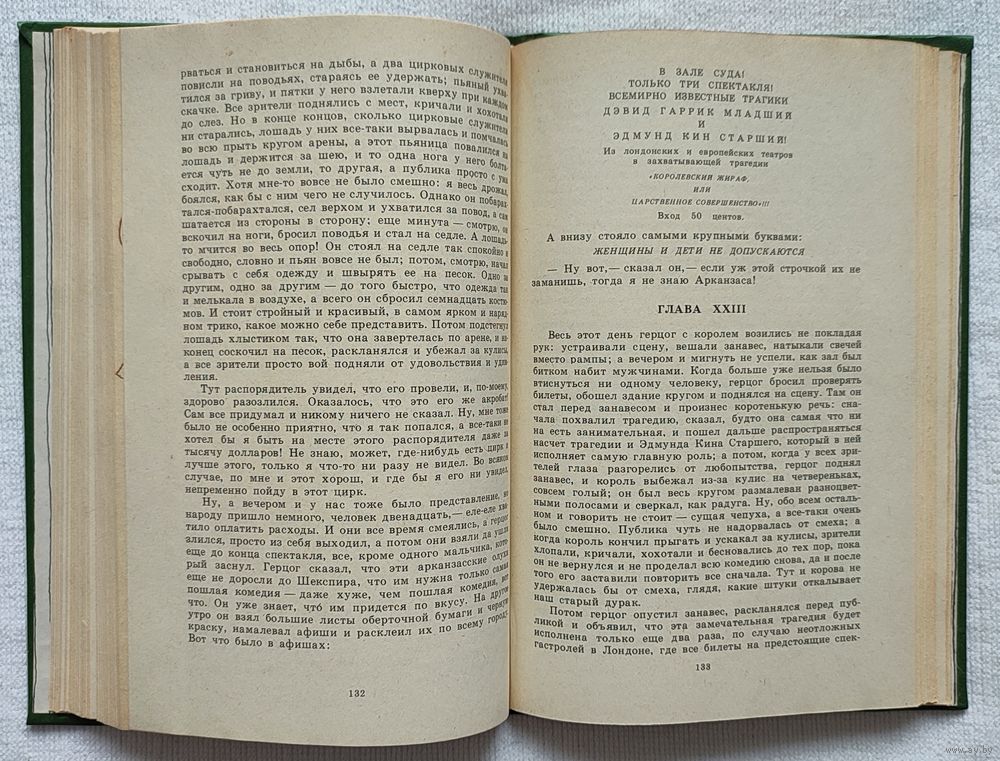 рваться и становиться на дыбы, а два цирковых служителя
повисли на поводьях, стараясь ее удержать; пьяный ухва-
тился за гриву, и пятки у него взлетали кверху при каждом
скачке. Все зрители поднялись с мест, кричали и хохотали
до слез. Но в конце концов, сколько цирковые служители
ни старались, лошадь у них все-таки вырвалась и помчалась
во всю прыть кругом арены, а этот пьяница повалился на
лошадь и держится за шею, и то одна нога у него болта-
ется чуть не до земли, то другая, а публика просто с ума
сходит. Хотя мне-то вовсе не было смешно: я весь дрожал,
боялся, как бы с ним чего не случилось. Однако он побарах-
тался-побарахтался, сел верхом и ухватился за повод, а сам
шатается из стороны в сторону; еще минута — смотрю, он
вскочил на ноги, бросил поводья и стал на седле. А лошадь-
то мчится во весь опор! Он стоял на седле так спокойно и
свободно, словно и пьян вовсе не был; потом, смотрю, начал
срывать с себя одежду и швырять ее на песок. Одно за
другим, одно за другим — до того быстро, что одежда так
и мелькала в воздухе, а всего он сбросил семнадцать костю-
мов. И стоит стройный и красивый, в самом ярком и наряд-
ном трико, какое можно себе представить. Потом подстегнул
лошадь хлыстиком так, что она завертелась по арене, и на-
конец соскочил на песок, раскланялся и убежал за кулисы,
а все зрители просто вой подняли от удовольствия и удив-
ления.
Тут распорядитель увидел, что его провели, и, по-моему,
здорово разозлился. Оказалось, что это его же акробат!
Сам все придумал и никому ничего не сказал. Ну, мне тоже
было не особенно приятно, что я так попался, а все-таки не
хотел бы я быть на месте этого распорядителя даже за
тысячу долларов! Не знаю, может, где-нибудь есть цирк и
лучше этого, только я что-то ни разу не видел. Во всяком
случае, по мне и этот хорош, и где бы я его ни увидел,
непременно пойду в этот цирк.
Ну, а вечером и у нас тоже было представление, но
народу пришло немного, человек двенадцать,— еле-еле хва-
тило оплатить расходы. И они все время смеялись, а герцог
злился, просто из себя выходил, а потом они взяли да ушли
еще до конца спектакля, все, кроме одного мальчика, кото-
рый заснул. Герцог сказал, что эти арканзасские олухи
еще не доросли до Шекспира, что им нужна только самая
пошлая комедия — даже хуже, чем пошлая комедия, вот
что. Он уже знает, что́ им придется по вкусу. На другое
утро он взял большие листы оберточной бумаги и черную
краску, намалевал афиши и расклеил их по всему городу.
Вот что было в афишах:
132
В ЗАЛЕ СУДА!
ТОЛЬКО ТРИ СПЕКТАКЛЯ!
ВСЕМИРНО ИЗВЕСТНЫЕ ТРАГИКИ
ДЭВИД ГАРРИК МЛАДШИЙ
И
ЭДМУНД КИН СТАРШИЙ!
Из лондонских и европейских театров
в захватывающей трагедии
«КОРОЛЕВСКИЙ ЖИРАФ,
ИЛИ
ЦАРСТВЕННОЕ СОВЕРШЕНСТВО»!!!
Вход 50 центов.
А внизу стояло самыми крупными буквами:
ЖЕНЩИНЫ И ДЕТИ НЕ ДОПУСКАЮТСЯ
— Ну вот,— сказал он,— если уж этой строчкой их не
заманишь, тогда я не знаю Арканзаса!
ГЛАВА XXIII
Весь этот день герцог с королем возились не покладая
рук: устраивали сцену, вешали занавес, натыкали свечей
вместо рампы; а вечером и мигнуть не успели, как зал был
битком набит мужчинами. Когда больше уже нельзя было
втиснуться ни одному человеку, герцог бросил проверять
билеты, обошел здание кругом и поднялся на сцену. Там он
стал перед занавесом и произнес коротенькую речь: сна-
чала похвалил трагедию, сказал, будто она самая что ни
на есть занимательная, и пошел дальше распространяться
насчет трагедии и Эдмунда Кина Старшего, который в ней
исполняет самую главную роль; а потом, когда у всех зри-
телей глаза разгорелись от любопытства, герцог поднял
занавес, и король выбежал из-за кулис на четвереньках,
совсем голый; он был весь кругом размалеван разноцвет-
ными полосами и сверкал, как радуга. Ну, обо всем осталь-
ном и говорить не стоит — сущая чепуха, а все-таки очень
было смешно. Публика чуть не надорвалась от смеха; а
когда король кончил прыгать и ускакал за кулисы, зрители
хлопали, кричали, хохотали и бесновались до тех пор, пока
он не вернулся и не проделал всю комедию снова, да и после
того его заставили повторить все сначала. Тут и корова не
удержалась бы от смеха, глядя, какие штуки откалывает
наш старый дурак.
Потом герцог опустил занавес, раскланялся перед пуб-
ликой и объявил, что эта замечательная трагедия будет
исполнена только еще два раза, по случаю неотложных
гастролей в Лондоне, где все билеты на предстоящие спек-
133
www.ay.by